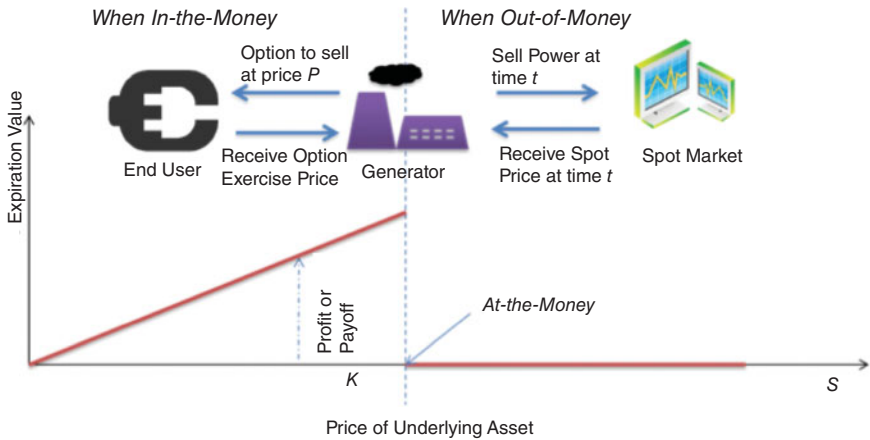 When In-the-Money
When Out-of-Money
Option to sell
at price P
Sell Power at
time t
End User
Receive Option
Exercise Price
Generator
Receive Spot
Price at time t
Spot Market
Expiration Value
Profit or
Payoff
At-the-Money
K
S
Price of Underlying Asset